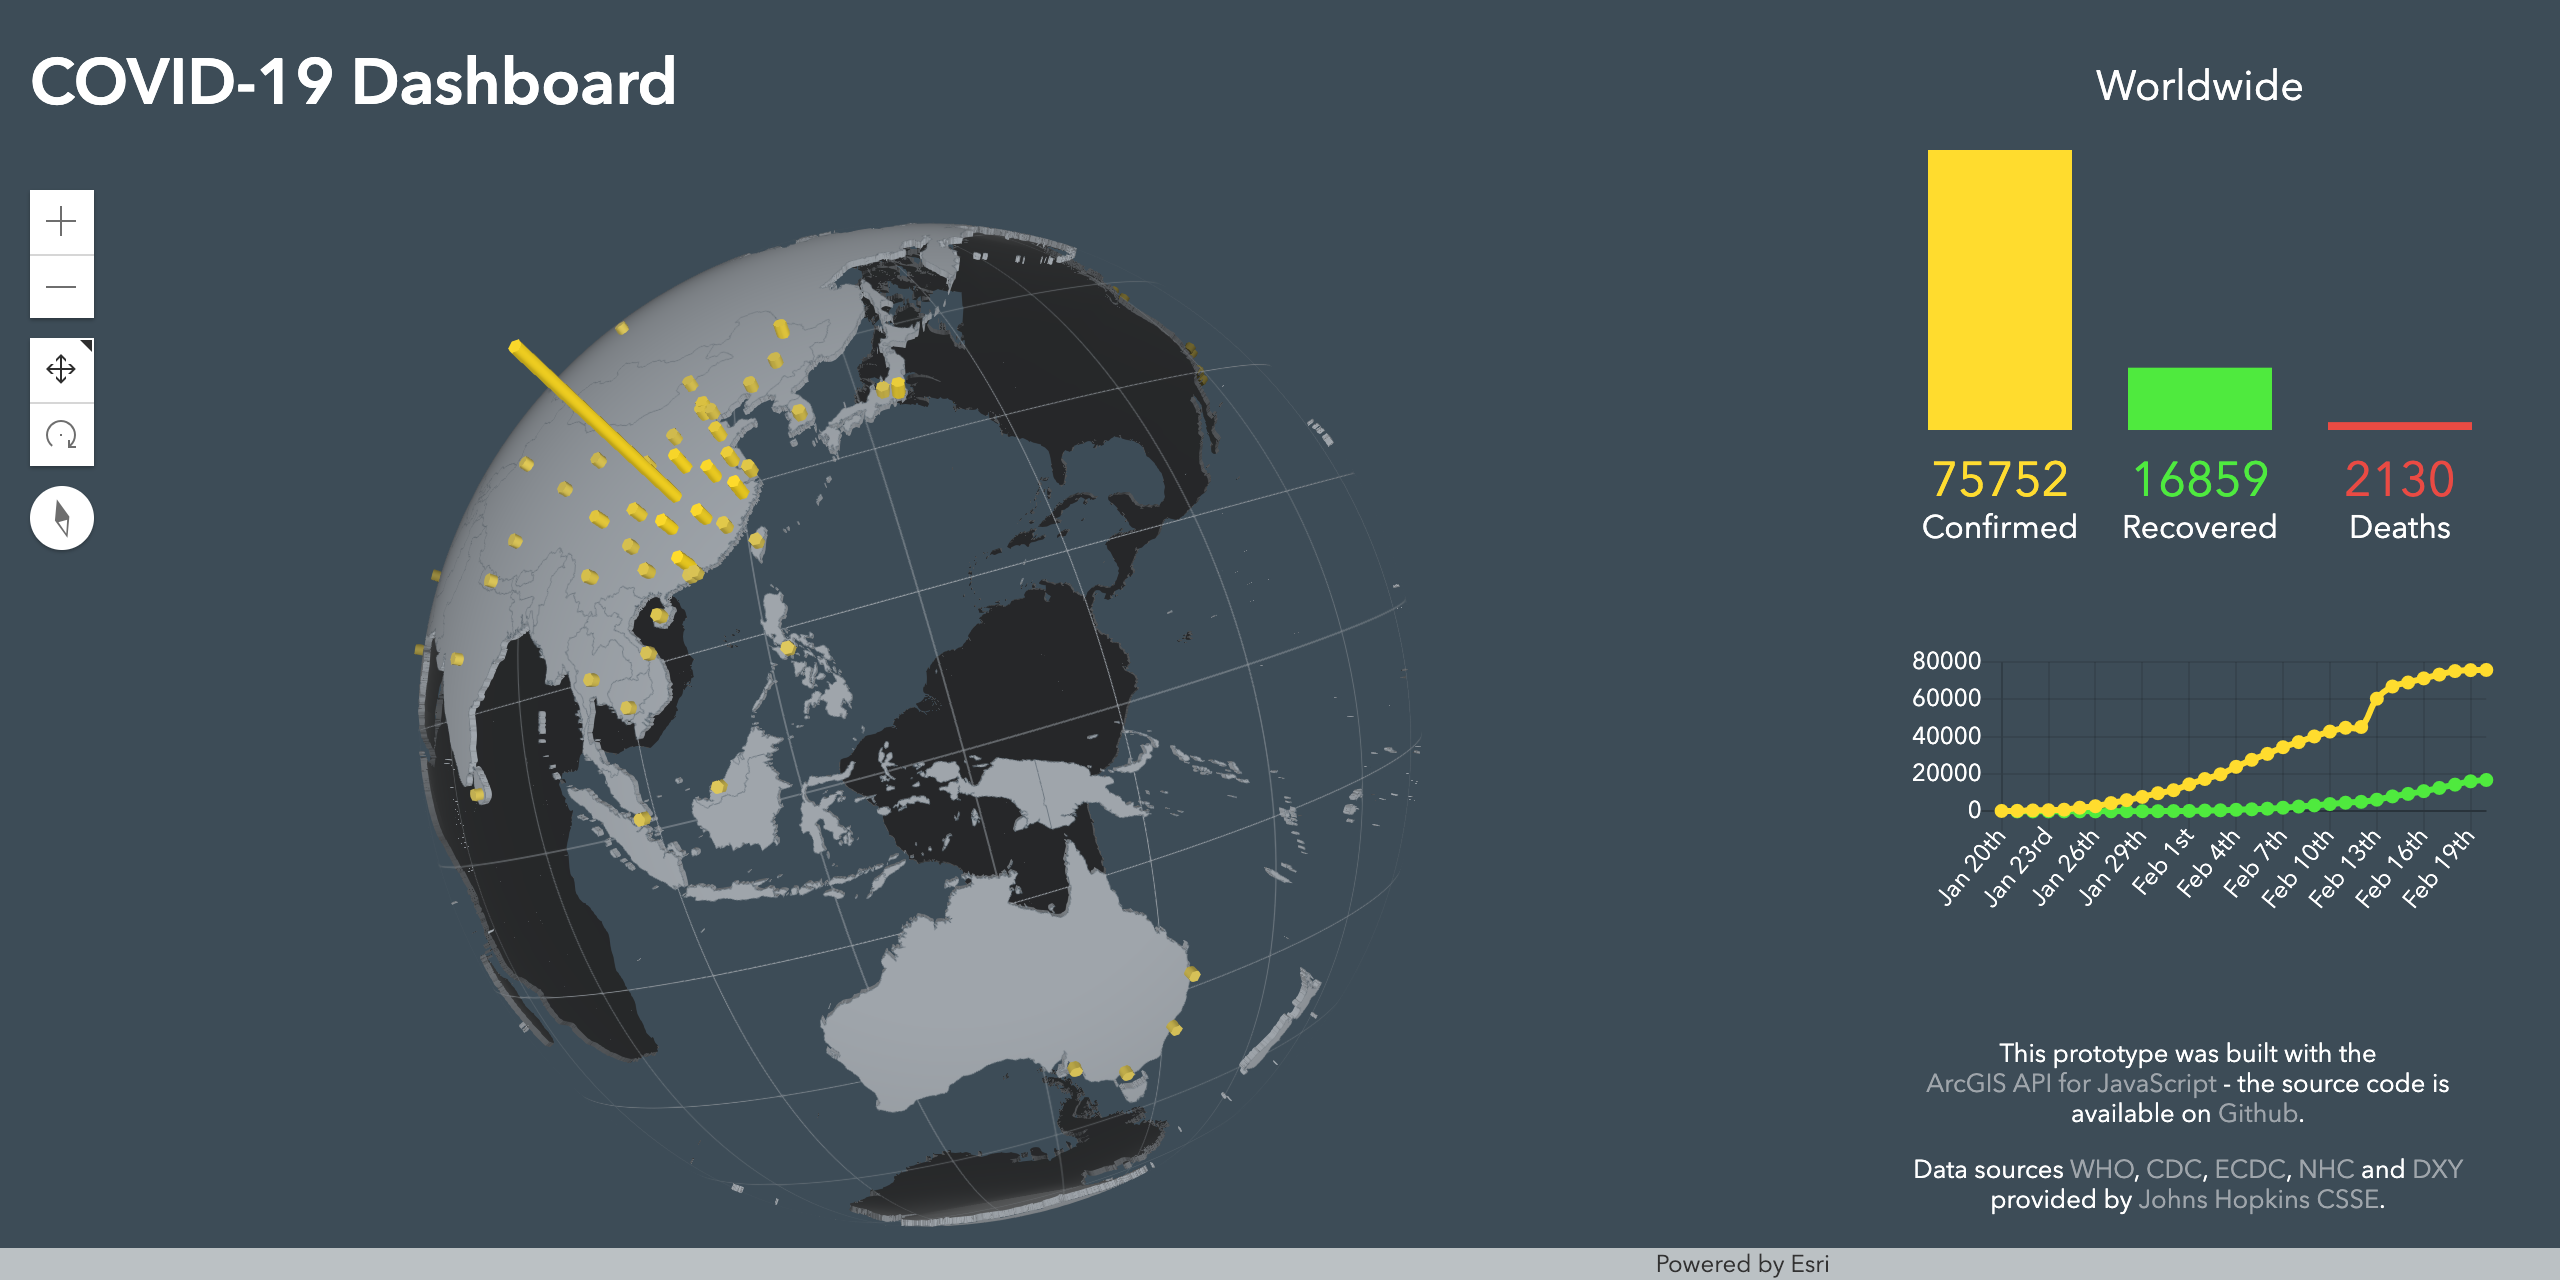 COVID-19 Dashboard
Worldwide
75752
Confirmed
16859
Recovered
2130
Deaths
80000
60000
40000
20000
0
Jan 20th
Jan 23rd
Jan 26th
Jan 29th
Feb 1st
Feb 4th
Feb 7th
Feb 10th
Feb 13th
Feb 16th
Feb 19th
This prototype was built with the
ArcGIS API for JavaScript - the source code is
available on Github.
Data sources WHO, CDC, ECDC, NHC and DXY
provided by Johns Hopkins CSSE.
Powered by Esri